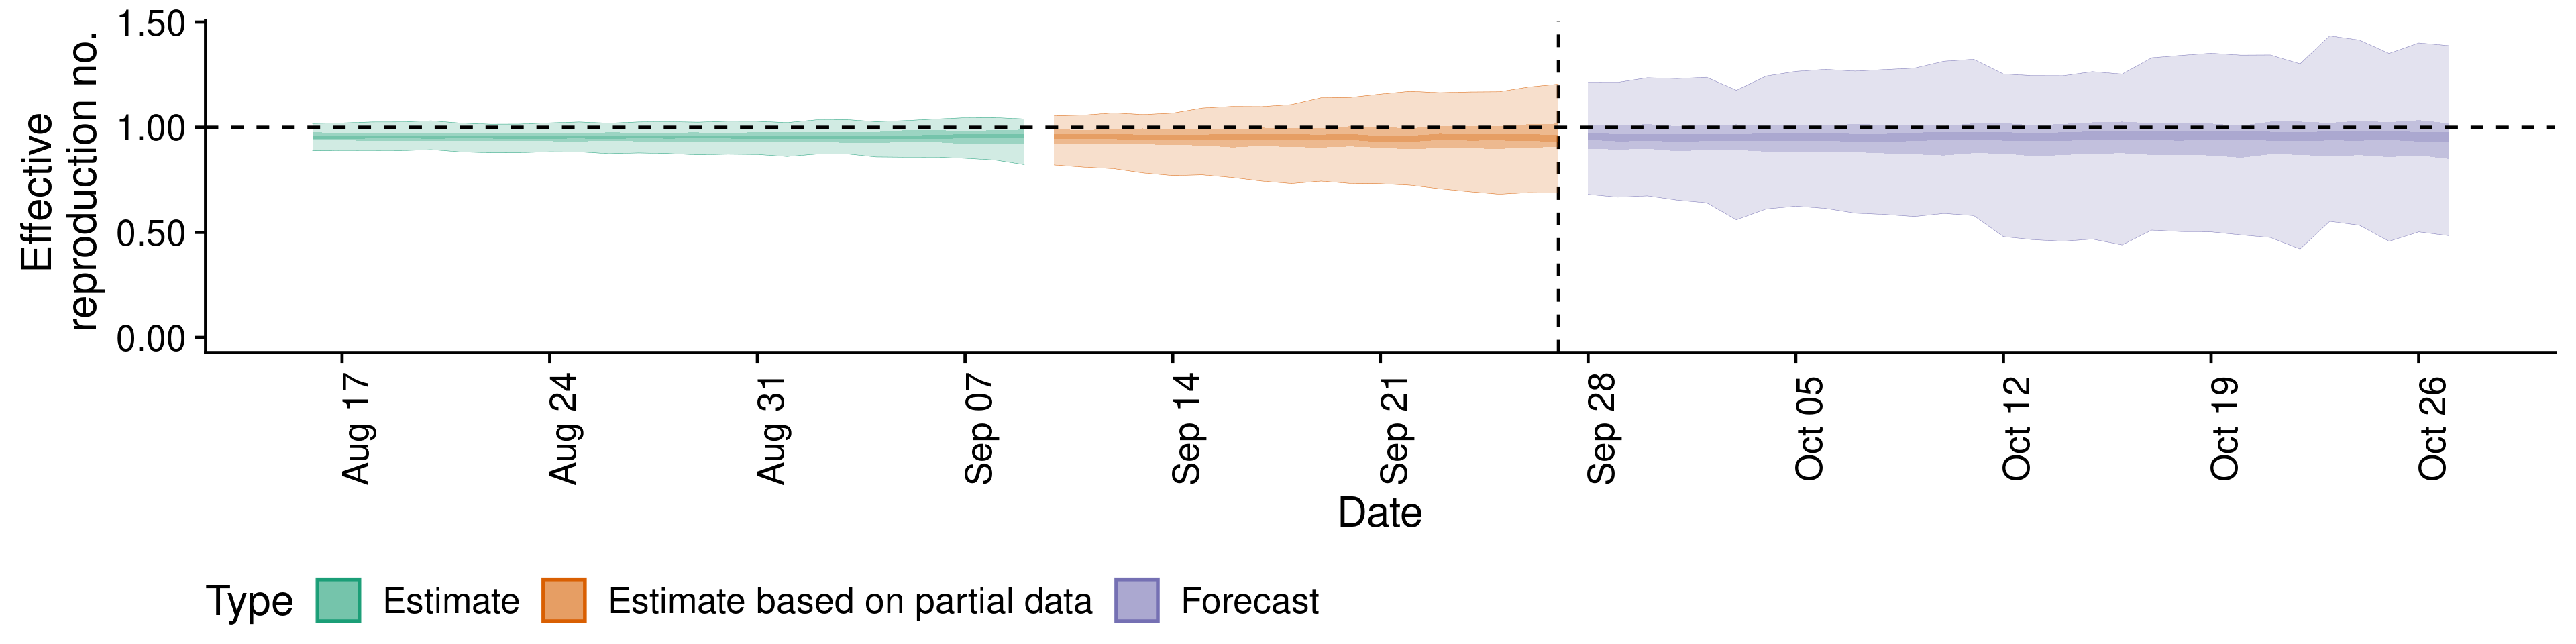 Effective
reproduction no.
1.50
1.00
0.50
0.00
Aug 17
Aug 24
Aug 31
Sep 07
Sep 14
Sep 21
Sep 28
Oct 05
Oct 12
Oct 19
Oct 26
Date
Type Estimate Estimate based on partial data Forecast